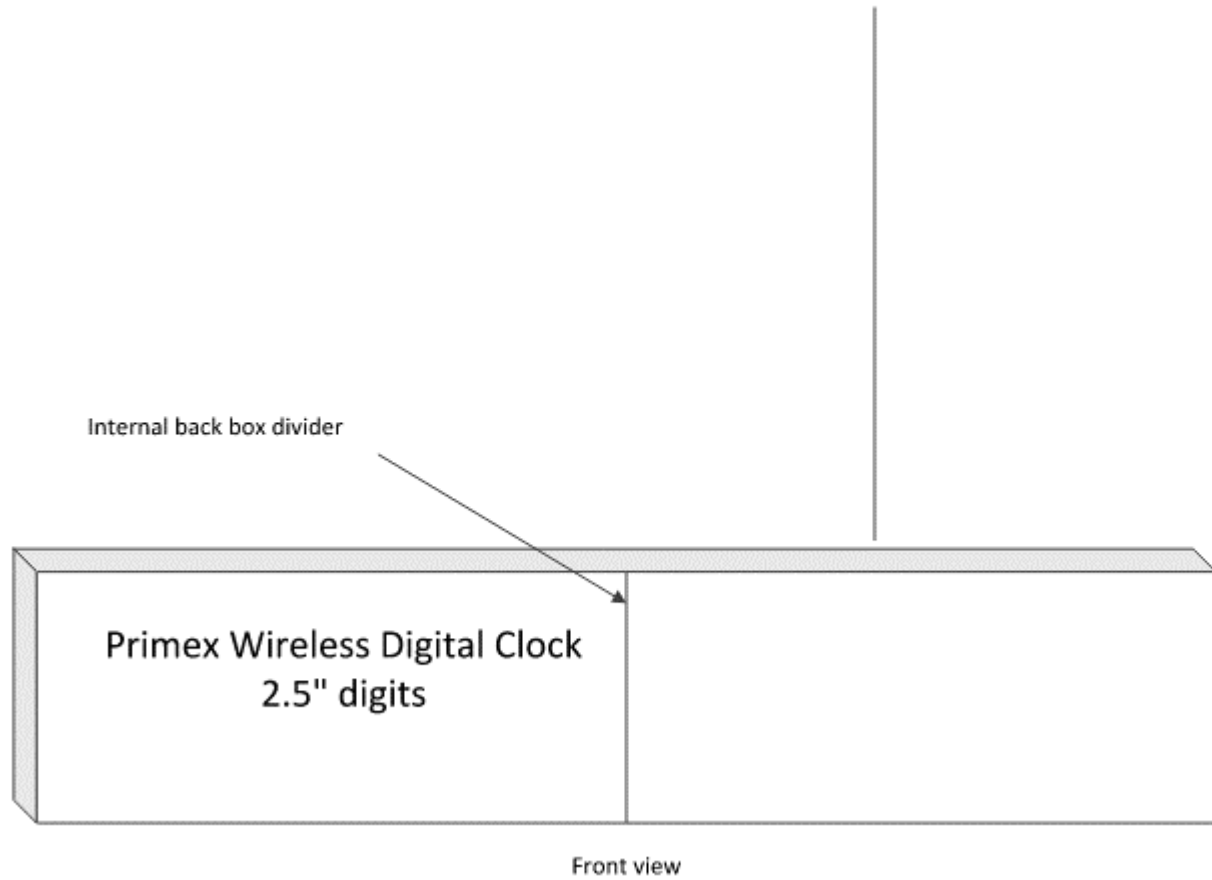 Internal back box divider
Primex Wireless Digital Clock
2.5" digits
Front view